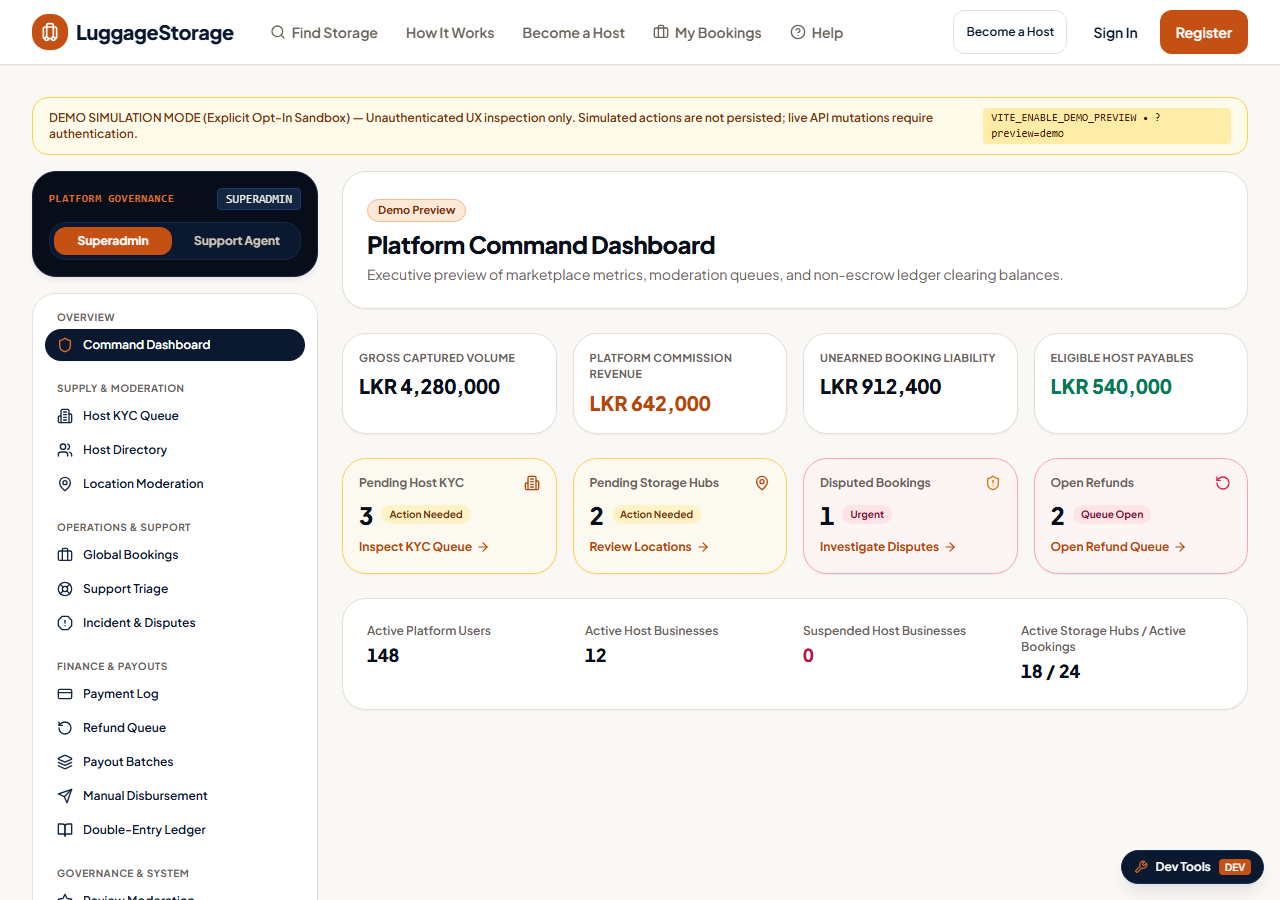 LuggageStorage
Find Storage
How It Works
Become a Host
My Bookings
Help
Become a Host
Sign In
Register
DEMO SIMULATION MODE (Explicit Opt-In Sandbox) — Unauthenticated UX inspection only. Simulated actions are not persisted; live API mutations require
authentication.
VITE_ENABLE_DEMO_PREVIEW • ?
preview=demo
PLATFORM GOVERNANCE
SUPERADMIN
Superadmin
Support Agent
OVERVIEW
Command Dashboard
SUPPLY & MODERATION
Host KYC Queue
Host Directory
Location Moderation
OPERATIONS & SUPPORT
Global Bookings
Support Triage
Incident & Disputes
FINANCE & PAYOUTS
Payment Log
Refund Queue
Payout Batches
Manual Disbursement
Double-Entry Ledger
GOVERNANCE & SYSTEM
Review Moderation
Demo Preview
Platform Command Dashboard
Executive preview of marketplace metrics, moderation queues, and non-escrow ledger clearing balances.
GROSS CAPTURED VOLUME
LKR 4,280,000
PLATFORM COMMISSION
REVENUE
LKR 642,000
UNEARNED BOOKING LIABILITY
LKR 912,400
ELIGIBLE HOST PAYABLES
LKR 540,000
Pending Host KYC
3 Action Needed
Inspect KYC Queue →
Pending Storage Hubs
2 Action Needed
Review Locations →
Disputed Bookings
1 Urgent
Investigate Disputes →
Open Refunds
2 Queue Open
Open Refund Queue →
Active Platform Users
148
Active Host Businesses
12
Suspended Host Businesses
0
Active Storage Hubs / Active
Bookings
18 / 24
Dev Tools DEV